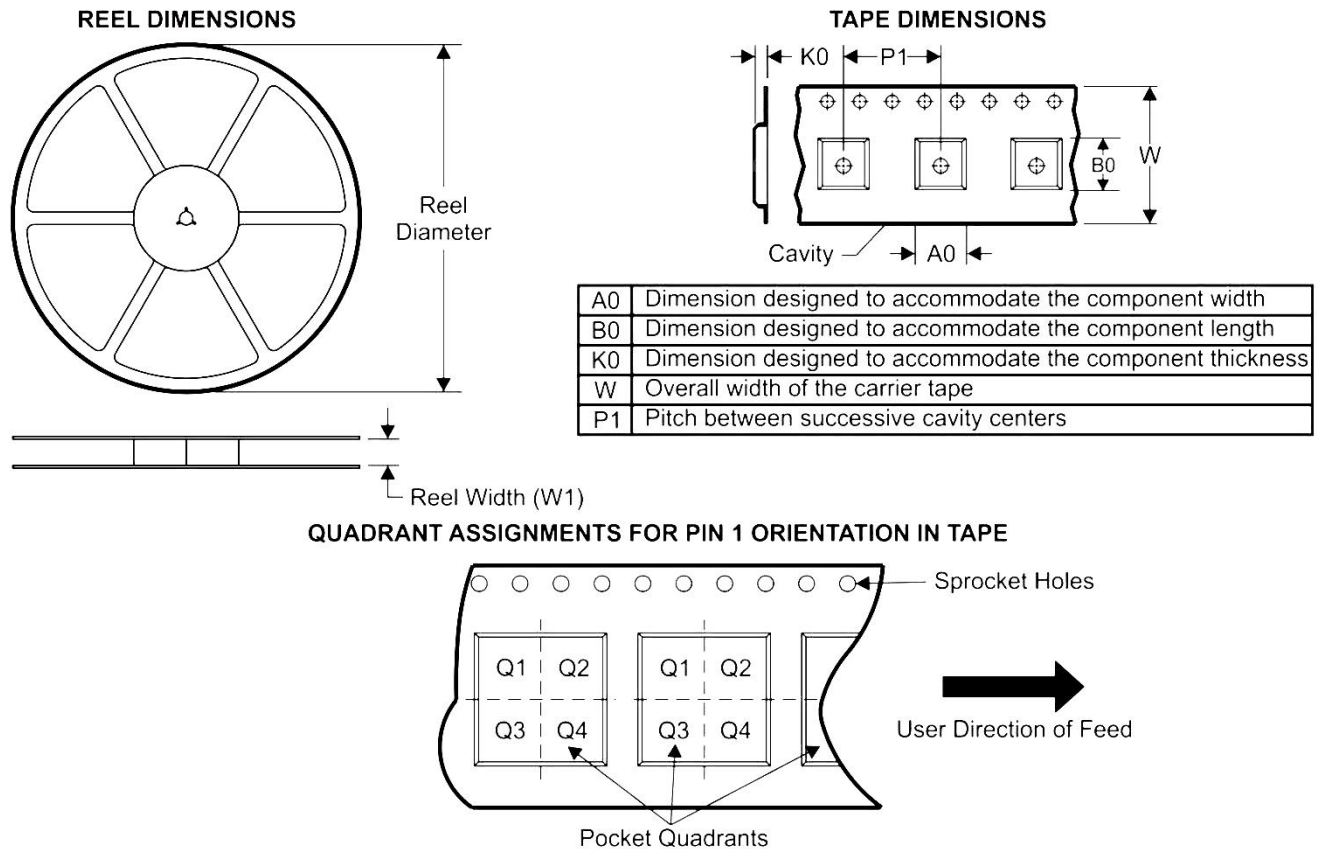 REEL DIMENSIONS
Reel
Diameter
Reel Width (W1)
TAPE DIMENSIONS
K0
P1
W
B0
Cavity
A0
A0 Dimension designed to accommodate the component width
B0 Dimension designed to accommodate the component length
K0 Dimension designed to accommodate the component thickness
W Overall width of the carrier tape
P1 Pitch between successive cavity centers
QUADRANT ASSIGNMENTS FOR PIN 1 ORIENTATION IN TAPE
Sprocket Holes
Q1 Q2 Q1 Q2
Q3 Q4 Q3 Q4
User Direction of Feed
Pocket Quadrants